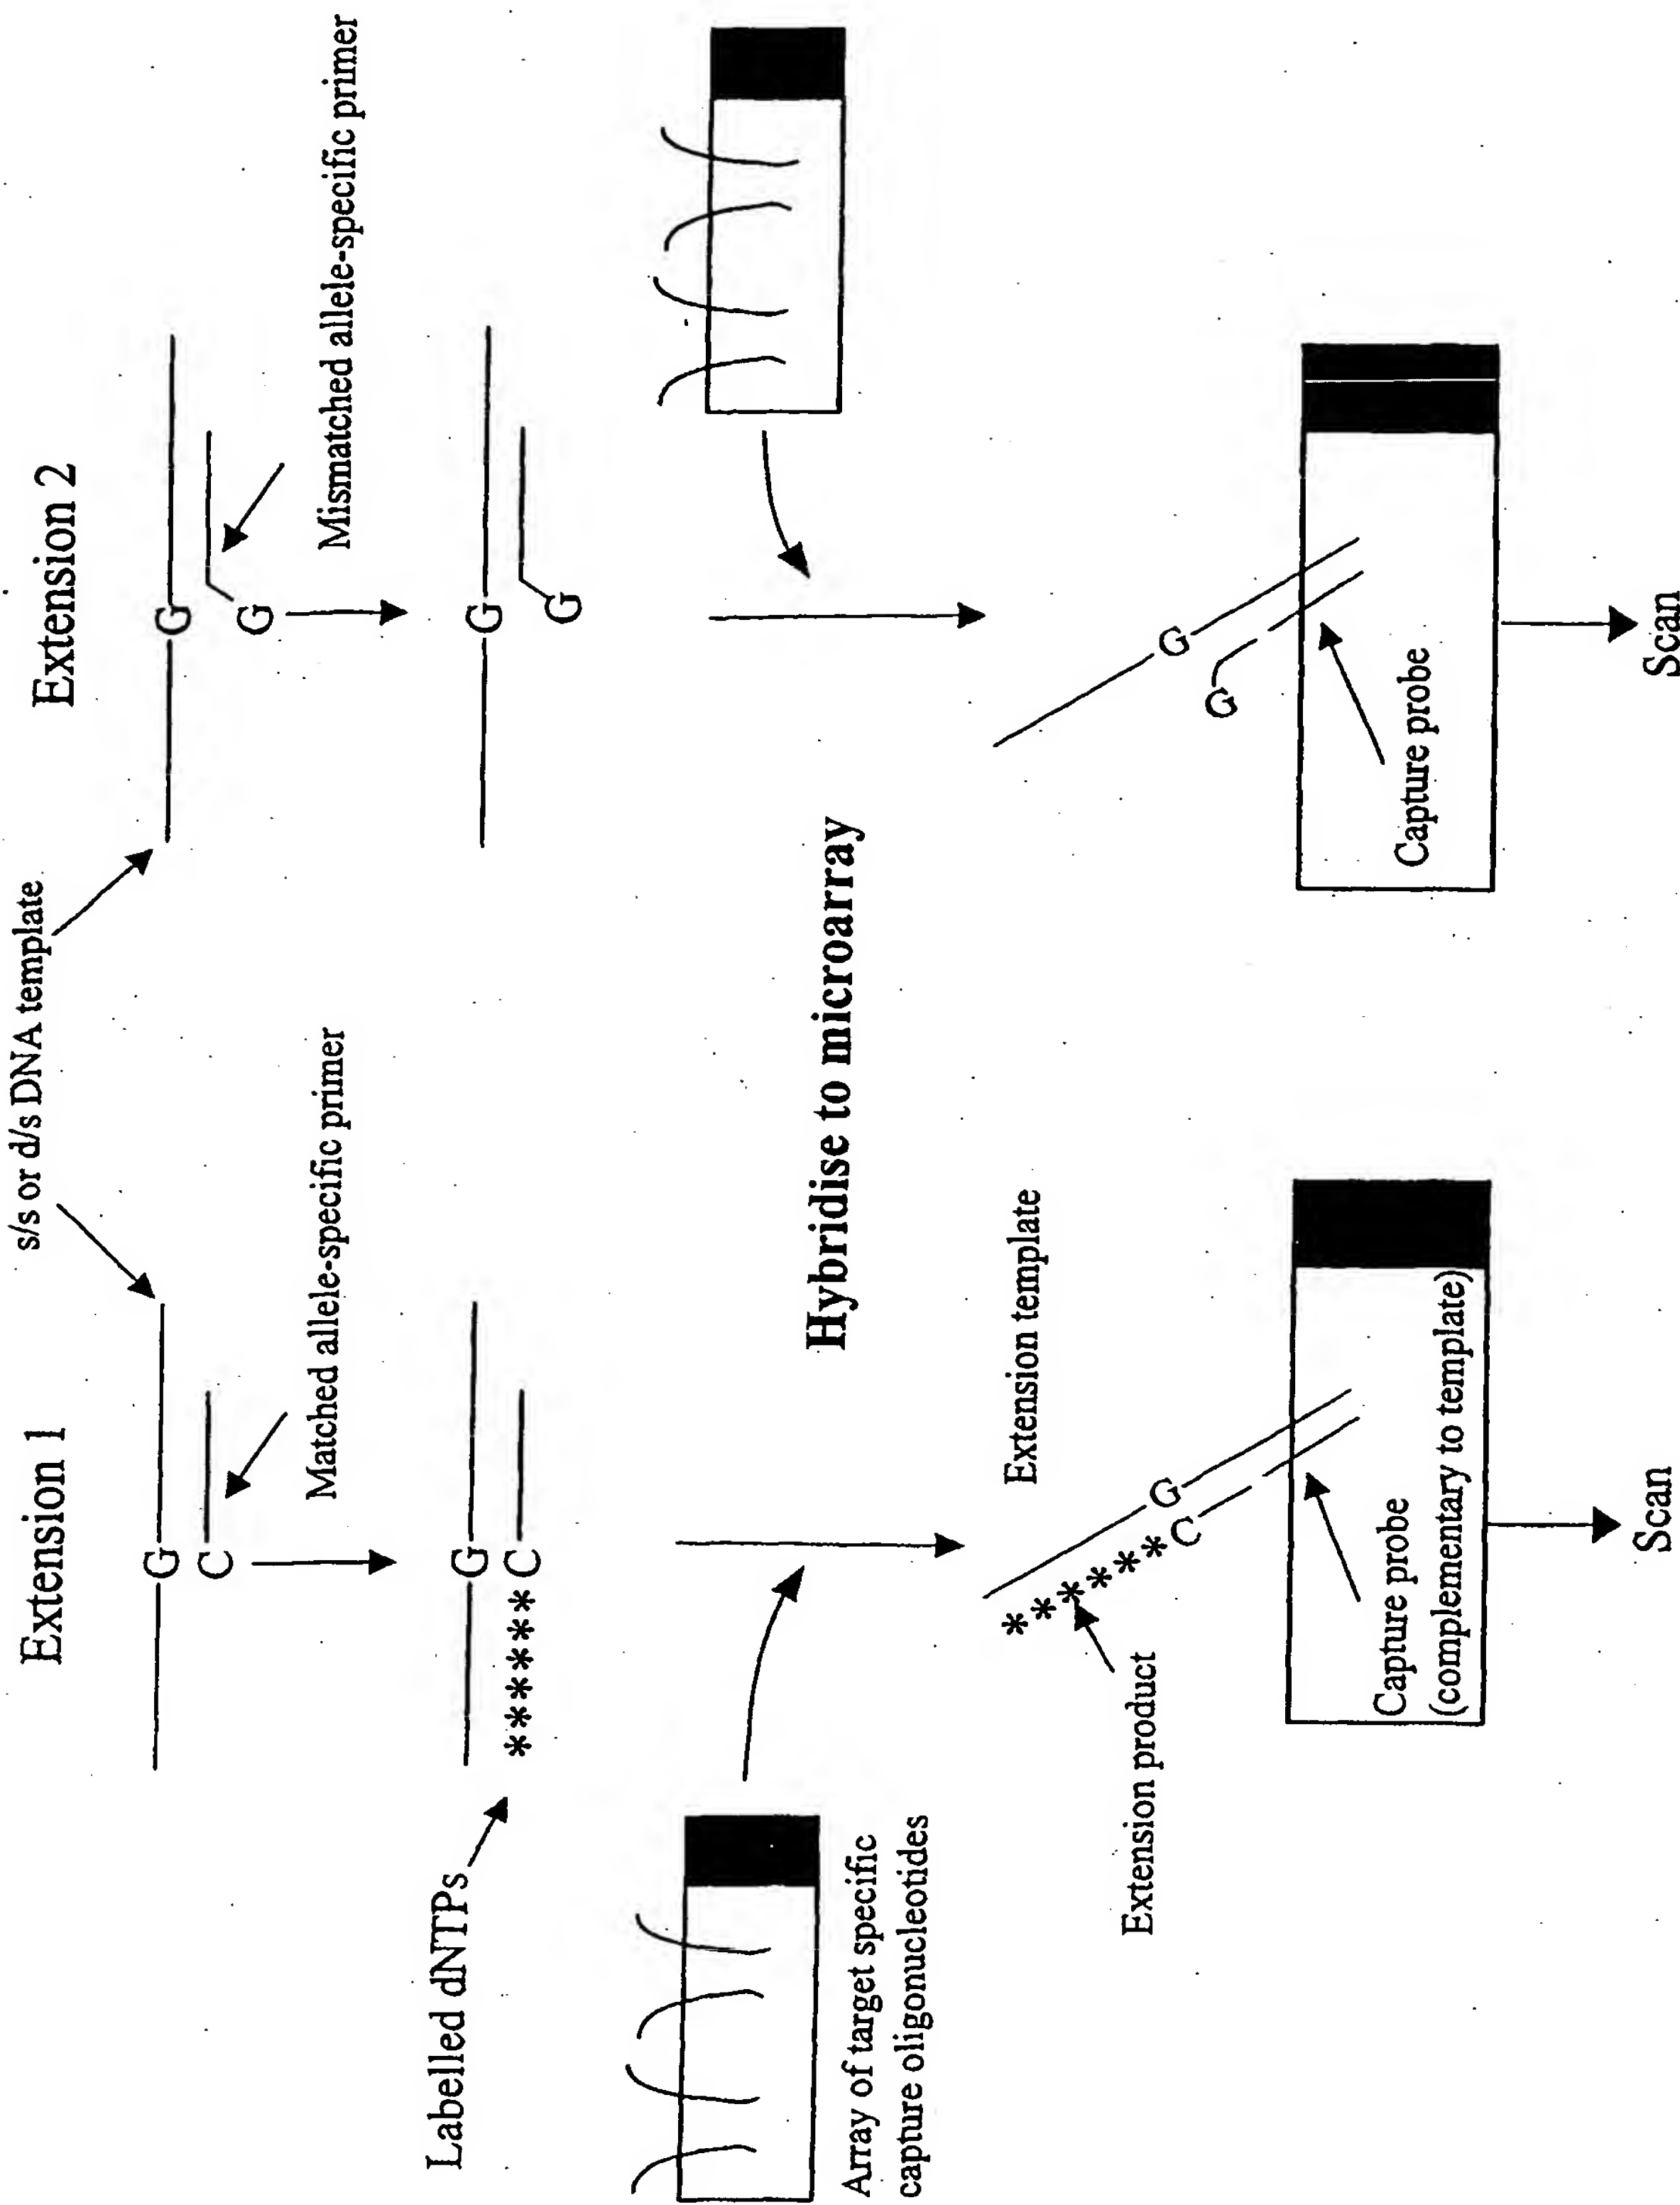 s/s or d/s DNA template
Extension 1
Extension 2
G
C
Matched allele-specific primer
G
G
Mismatched allele-specific primer
Labelled dNTPs
G
******C
G
G
Array of target specific
capture oligonucleotides
Hybridise to microarray
Extension template
Extension product
G
******C
Capture probe
(complementary to template)
G
G
Capture probe
Scan
Scan